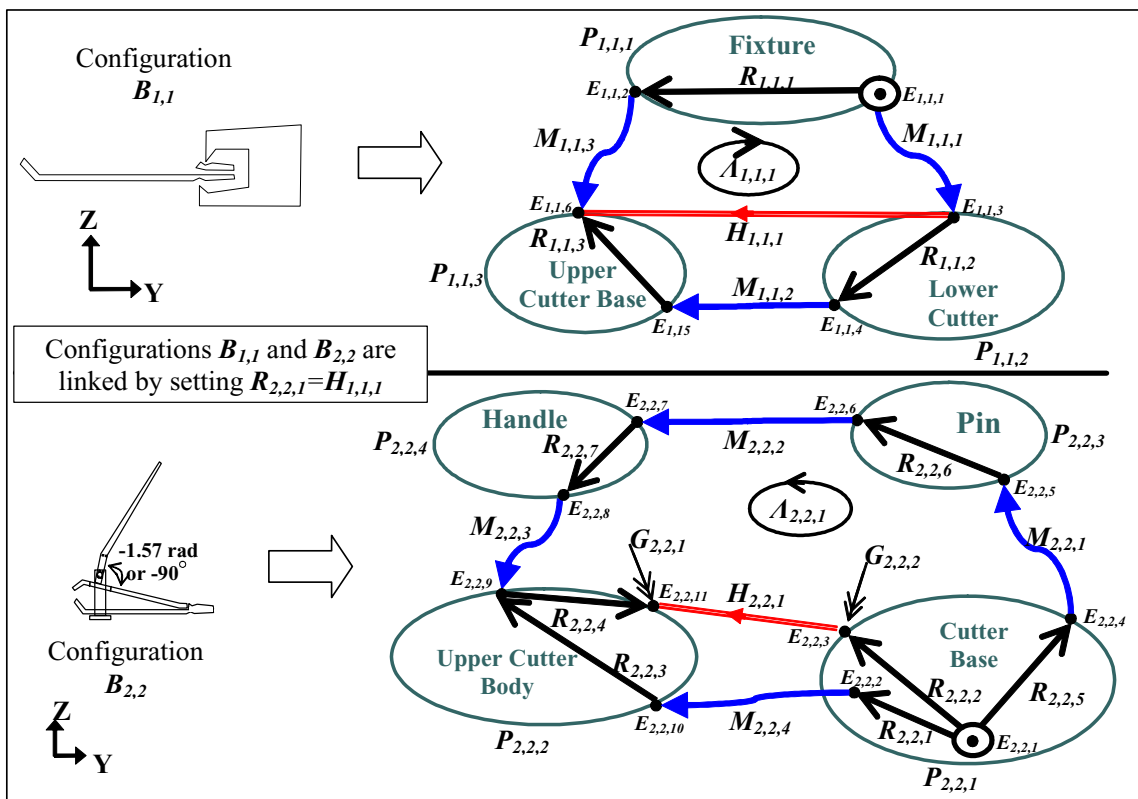 Configuration
B1,1
Z
Y
P1,1,1
Fixture
R1,1,1
E1,1,2
E1,1,1
M1,1,3
M1,1,1
Λ1,1,1
E1,1,6
E1,1,3
H1,1,1
R1,1,3
R1,1,2
P1,1,3
Upper
Cutter Base
M1,1,2
Lower
Cutter
E1,15
E1,1,4
P1,1,2
Configurations B1,1 and B2,2 are
linked by setting R2,2,1=H1,1,1
Handle
E2,2,7
E2,2,6
Pin
P2,2,4
R2,2,7
M2,2,2
R2,2,6
P2,2,3
E2,2,8
E2,2,5
Λ2,2,1
M2,2,3
M2,2,1
-1.57 rad
or -90°
G2,2,1
G2,2,2
E2,2,9
E2,2,11
H2,2,1
E2,2,3
E2,2,4
R2,2,4
Upper Cutter
Body
R2,2,3
Cutter
Base
E2,2,2
R2,2,2
R2,2,5
Configuration
B2,2
E2,2,10
M2,2,4
R2,2,1
E2,2,1
P2,2,2
P2,2,1
Z
Y